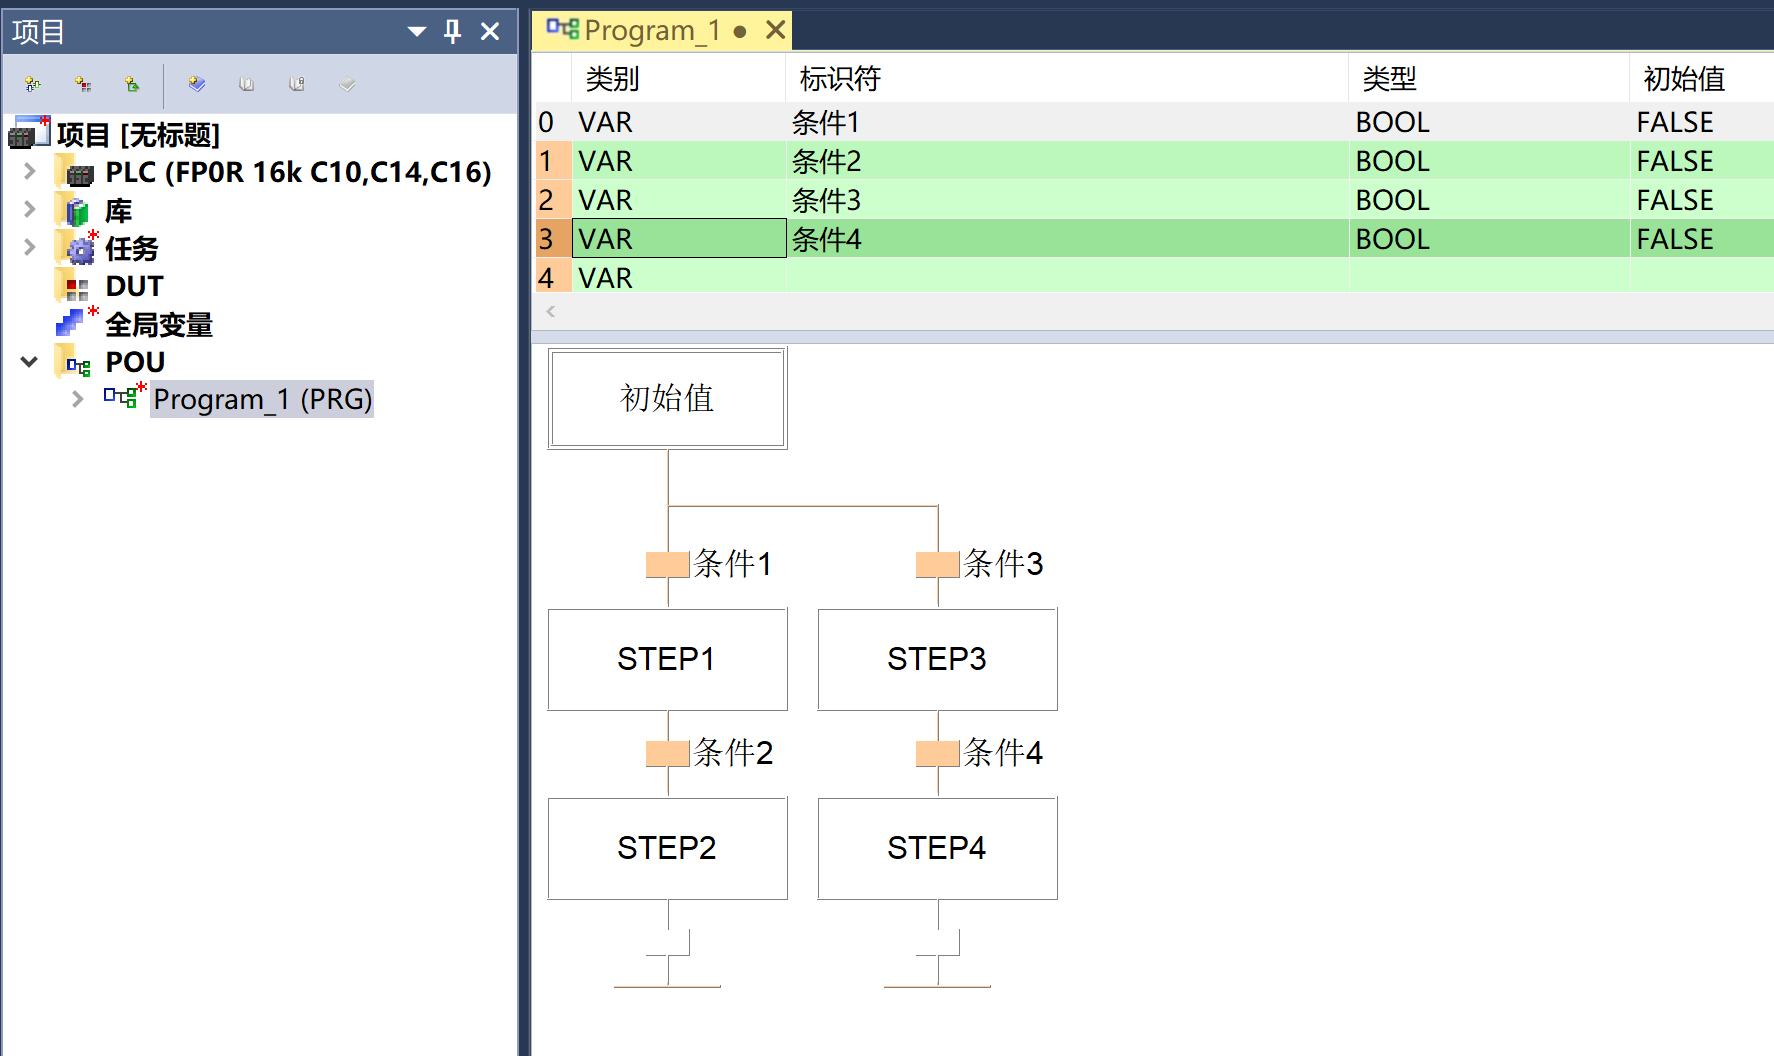 项目
项目 [无标题]
PLC (FP0R 16k C10,C14,C16)
库
任务
DUT
全局变量
POU
Program_1 (PRG)
Program_1
类别 标识符 类型 初始值
0 VAR 条件1 BOOL FALSE
1 VAR 条件2 BOOL FALSE
2 VAR 条件3 BOOL FALSE
3 VAR 条件4 BOOL FALSE
4 VAR
初始值
条件1 条件3
STEP1 STEP3
条件2 条件4
STEP2 STEP4